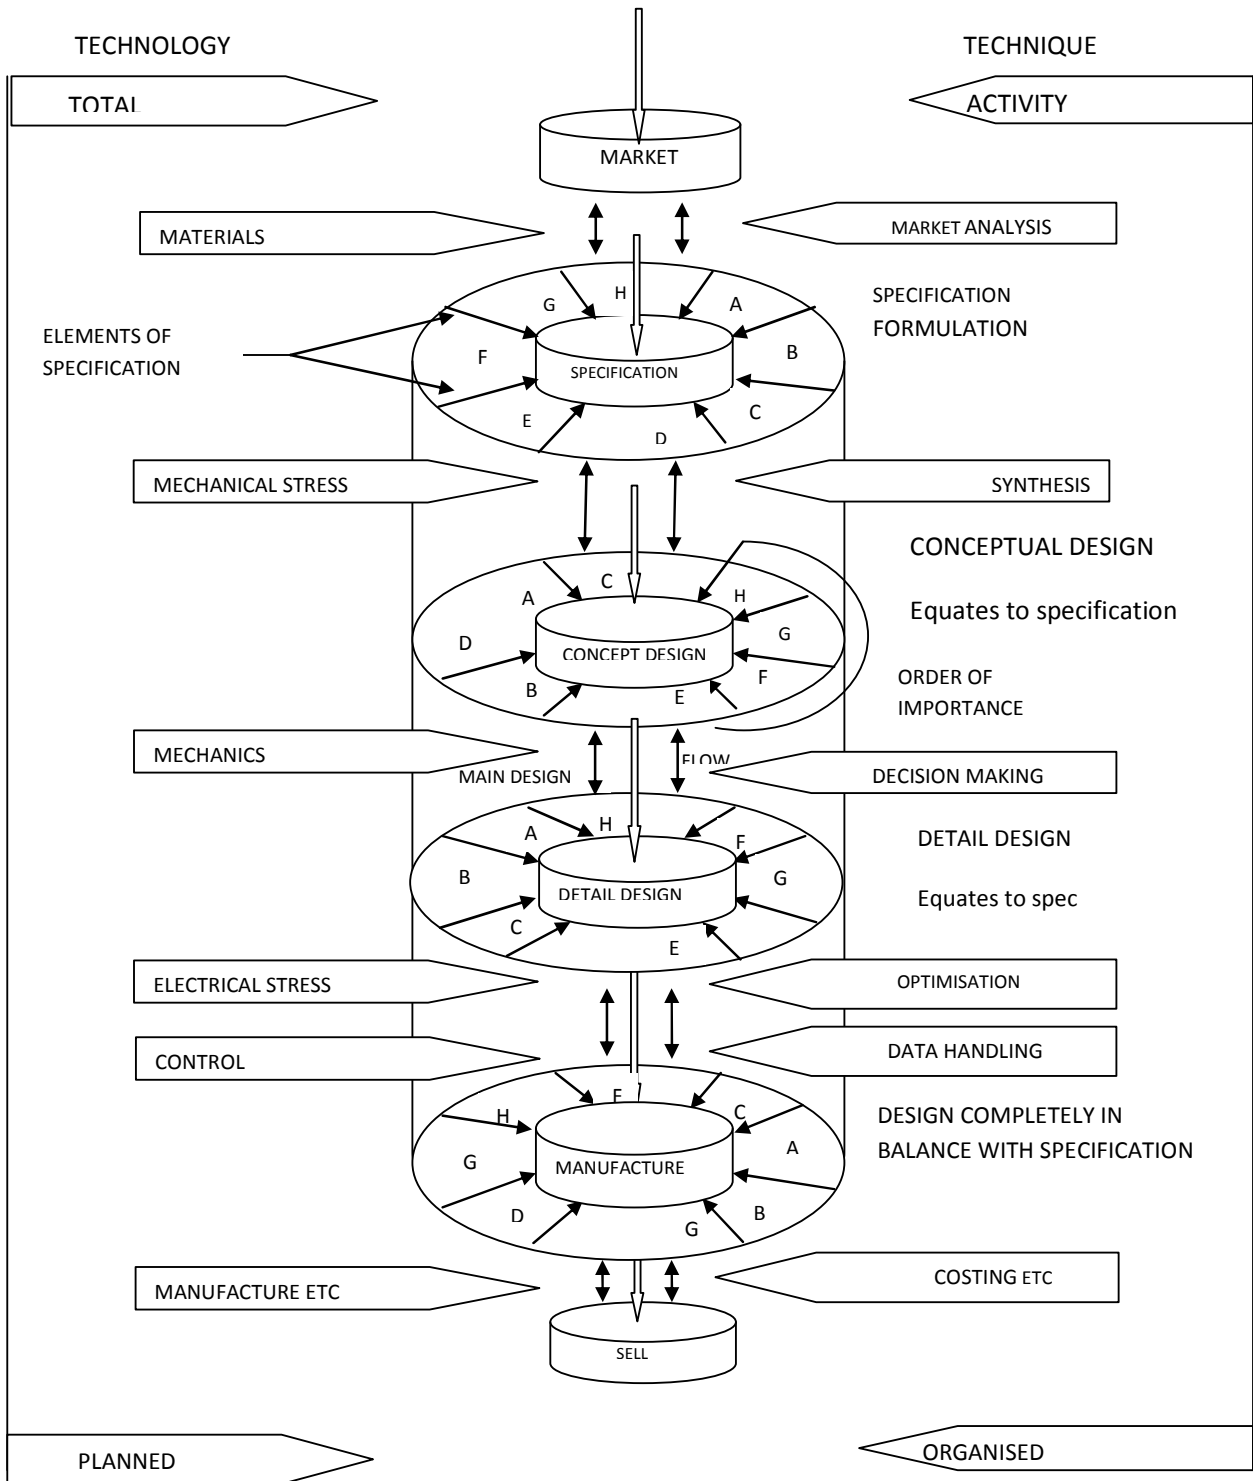 TECHNOLOGY
TECHNIQUE
TOTAL
ACTIVITY
MARKET
MATERIALS
MARKET ANALYSIS
SPECIFICATION
FORMULATION
ELEMENTS OF
SPECIFICATION
G
H
A
F
B
SPECIFICATION
E
C
D
MECHANICAL STRESS
SYNTHESIS
CONCEPTUAL DESIGN
Equates to specification
ORDER OF
IMPORTANCE
C
A
H
D
G
CONCEPT DESIGN
B
F
E
MECHANICS
MAIN DESIGN
FLOW
DECISION MAKING
DETAIL DESIGN
Equates to spec
H
A
F
B
G
DETAIL DESIGN
C
E
ELECTRICAL STRESS
OPTIMISATION
CONTROL
DATA HANDLING
DESIGN COMPLETELY IN
BALANCE WITH SPECIFICATION
H
C
G
A
MANUFACTURE
D
G
B
MANUFACTURE ETC
COSTING ETC
SELL
PLANNED
ORGANISED